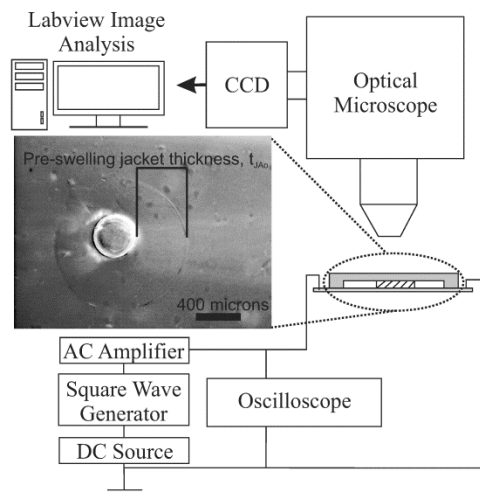 Labview Image
Analysis
CCD
Optical
Microscope
Pre-swelling jacket thickness, t
400 microns
AC Amplifier
Square Wave
Generator
Oscilloscope
DC Source